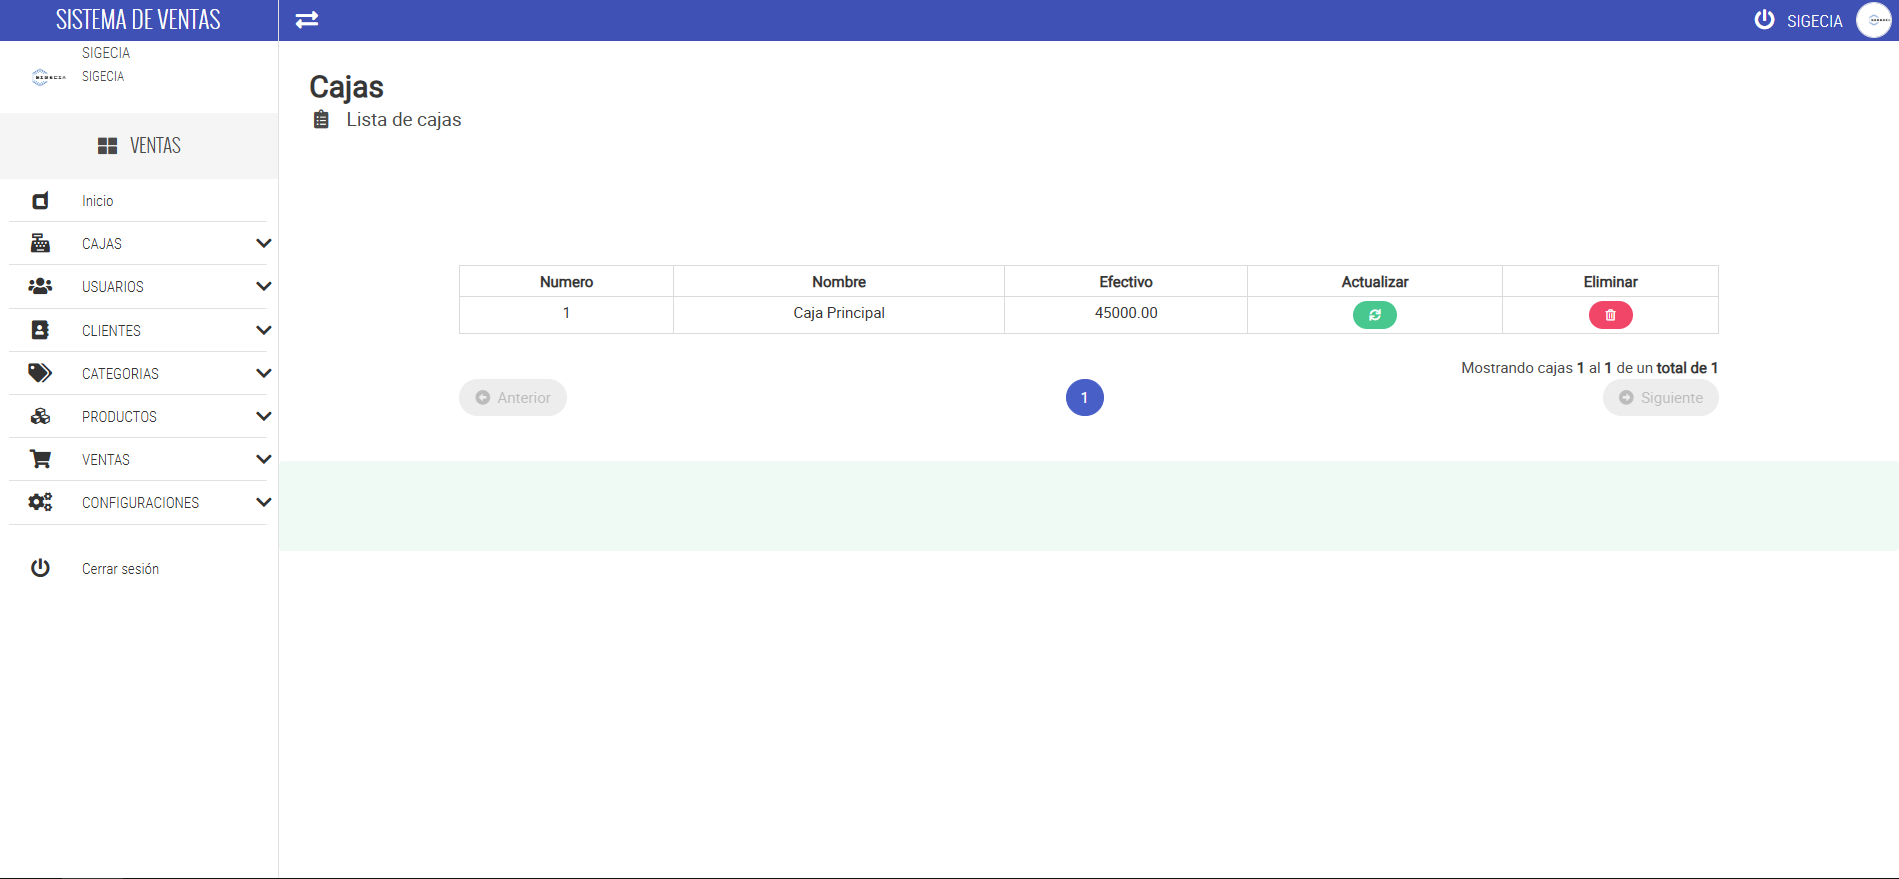 SISTEMA DE VENTAS
SIGECIA
SIGECIA
SIGECIA
SIGECIA
VENTAS
Inicio
CAJAS
USUARIOS
CLIENTES
CATEGORIAS
PRODUCTOS
VENTAS
CONFIGURACIONES
Cerrar sesión
Cajas
Lista de cajas
Numero Nombre Efectivo Actualizar Eliminar
1 Caja Principal 45000.00
Mostrando cajas 1 al 1 de un total de 1
Anterior 1 Siguiente